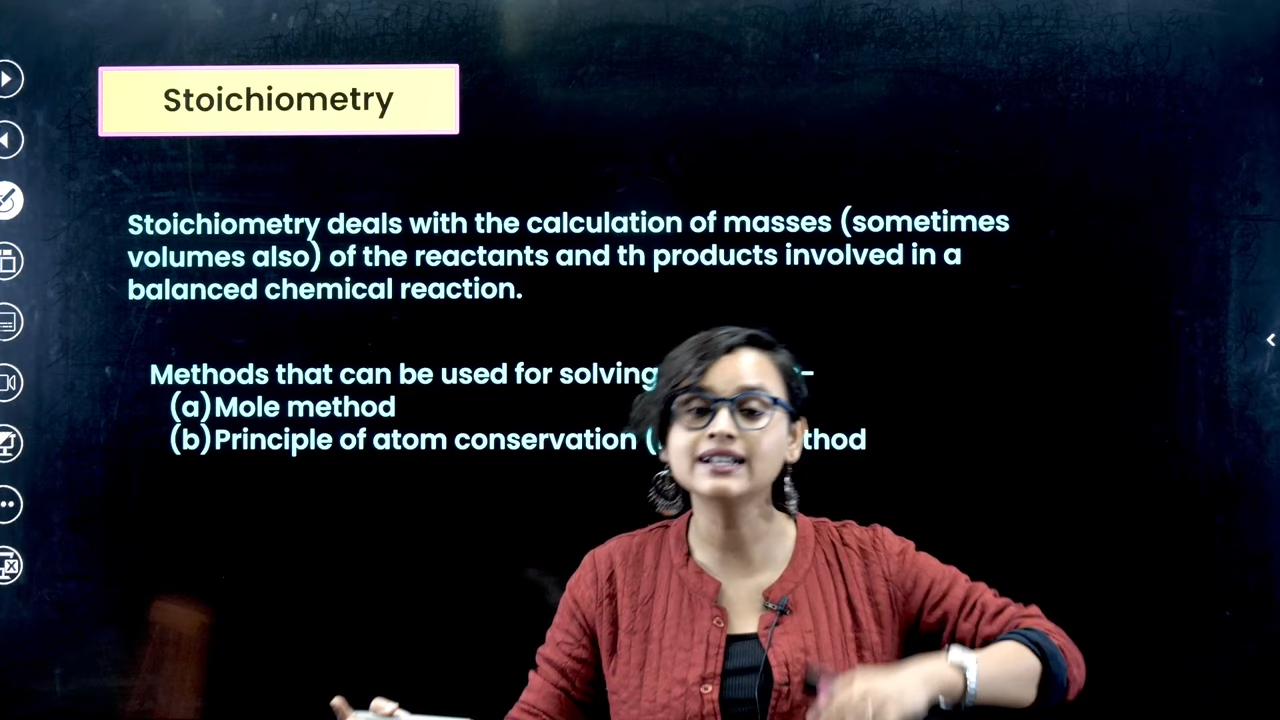 Stoichiometry
Stoichiometry deals with the calculation of masses (sometimes
volumes also) of the reactants and th products involved in a
balanced chemical reaction.
Methods that can be used for solving -
(a)Mole method
(b)Principle of atom conservation ( thod